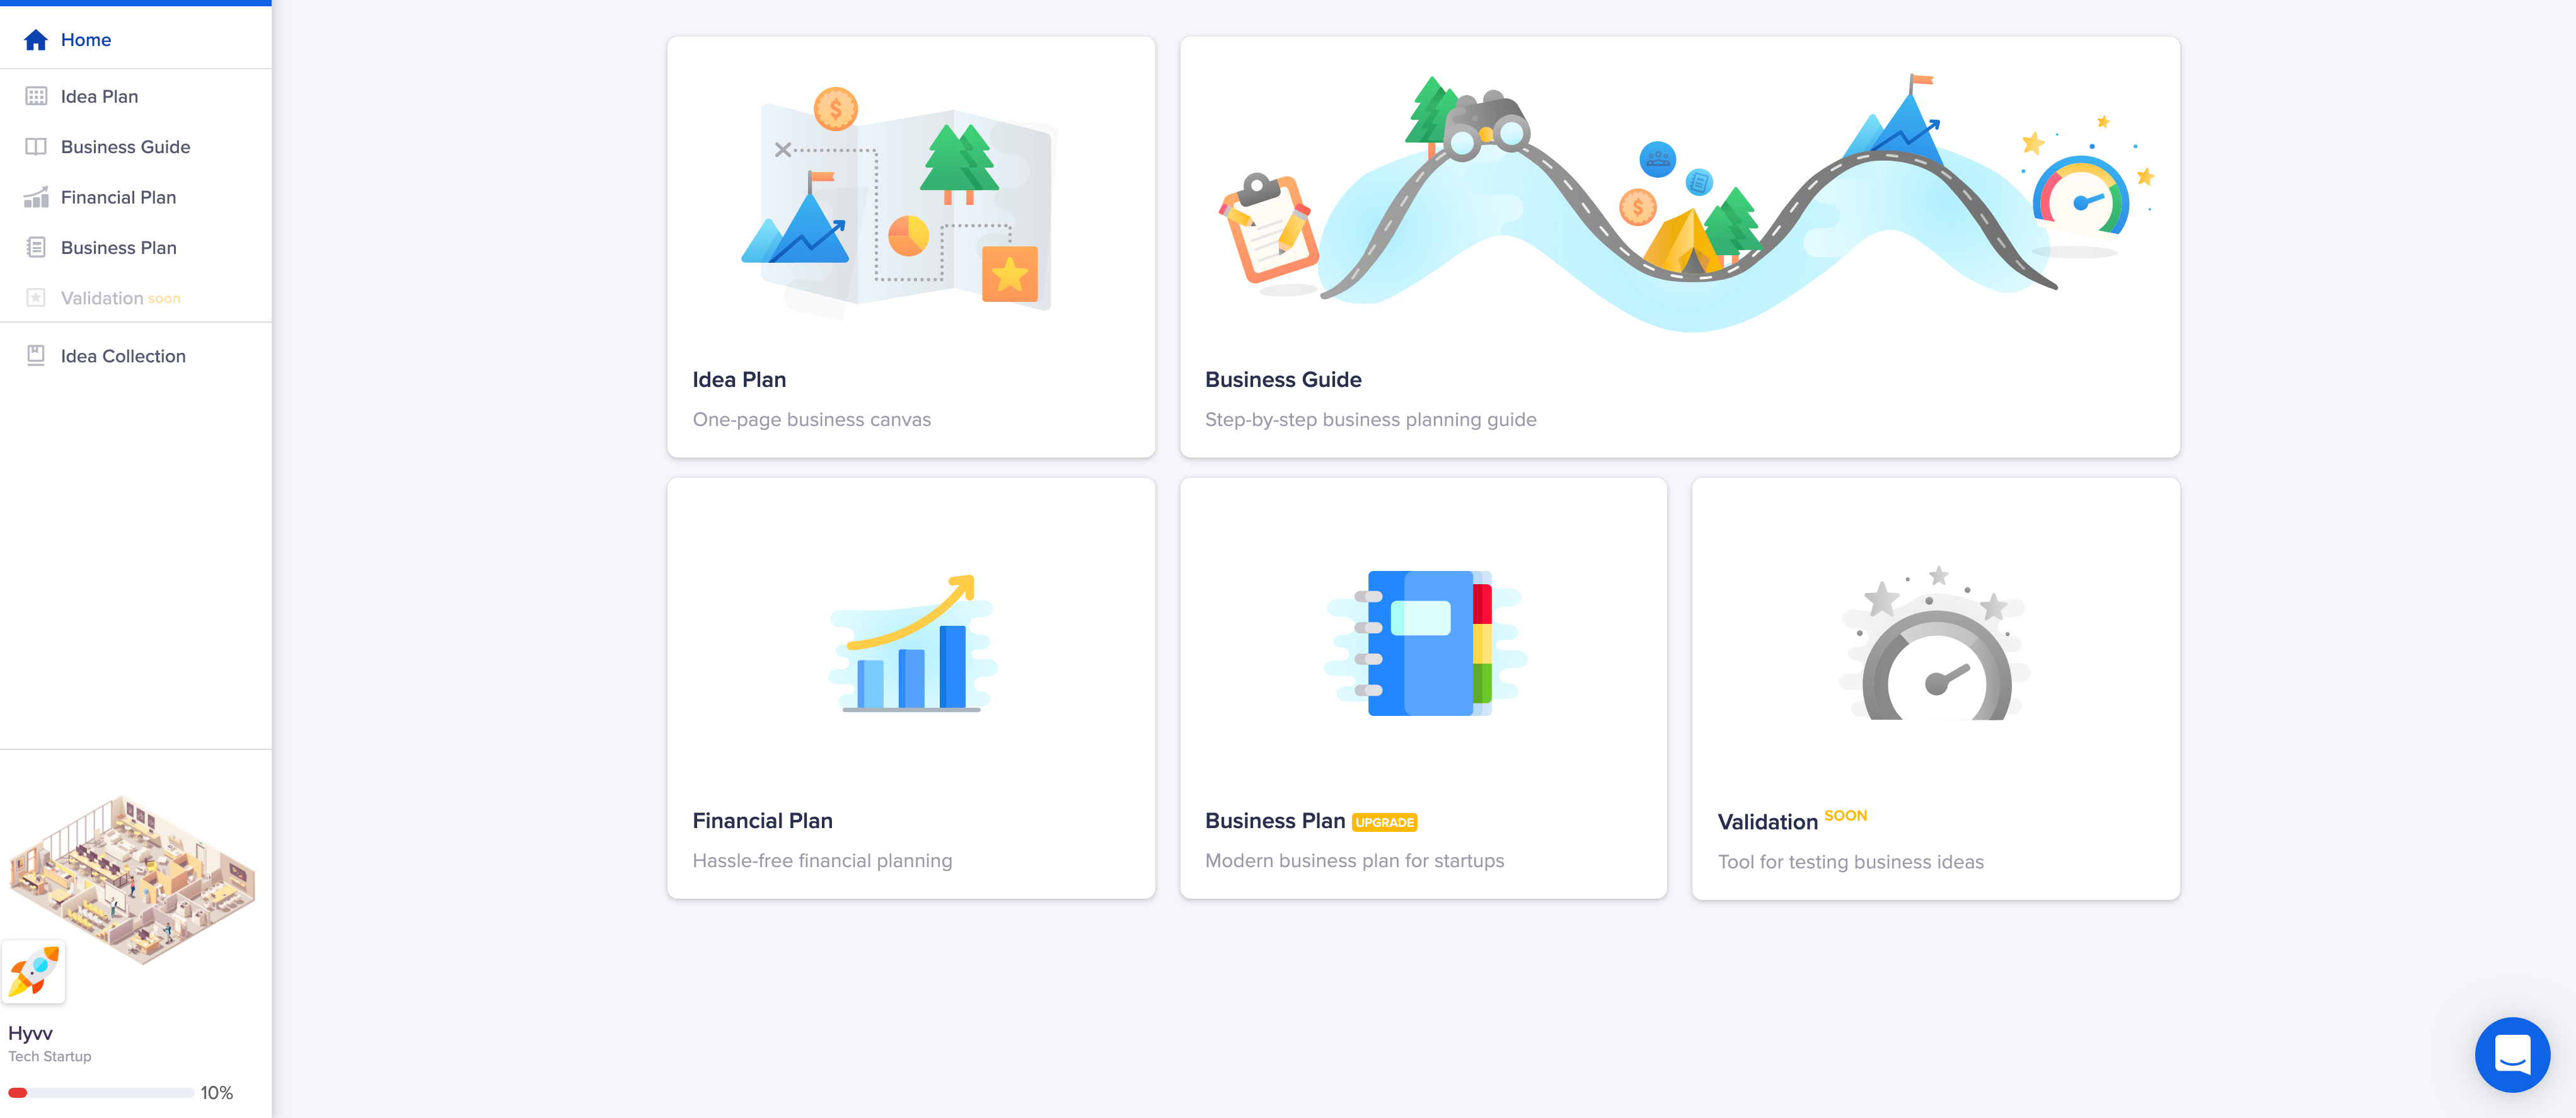 Home
Idea Plan
Business Guide
Financial Plan
Business Plan
Validation soon
Idea Collection
Hyvv
Tech Startup
10%
Idea Plan
One-page business canvas
Business Guide
Step-by-step business planning guide
Financial Plan
Hassle-free financial planning
Business Plan UPGRADE
Modern business plan for startups
Validation SOON
Tool for testing business ideas